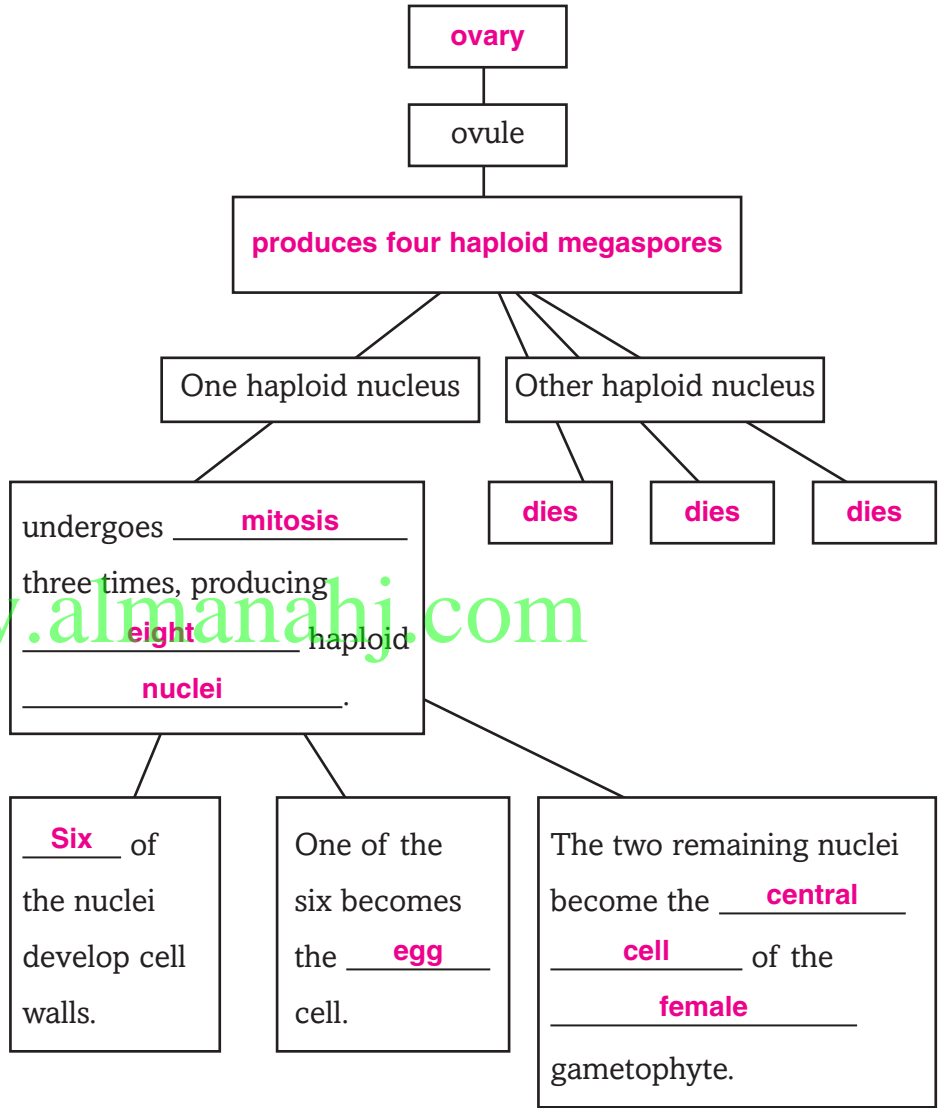 ovary
ovule
produces four haploid megaspores
One haploid nucleus
Other haploid nucleus
undergoes mitosis
three times, producing
eight haploid
nuclei.
dies
dies
dies
.almanahj.com
Six of
the nuclei
develop cell
walls.
One of the
six becomes
the egg
cell.
The two remaining nuclei
become the central
cell of the
female
gametophyte.